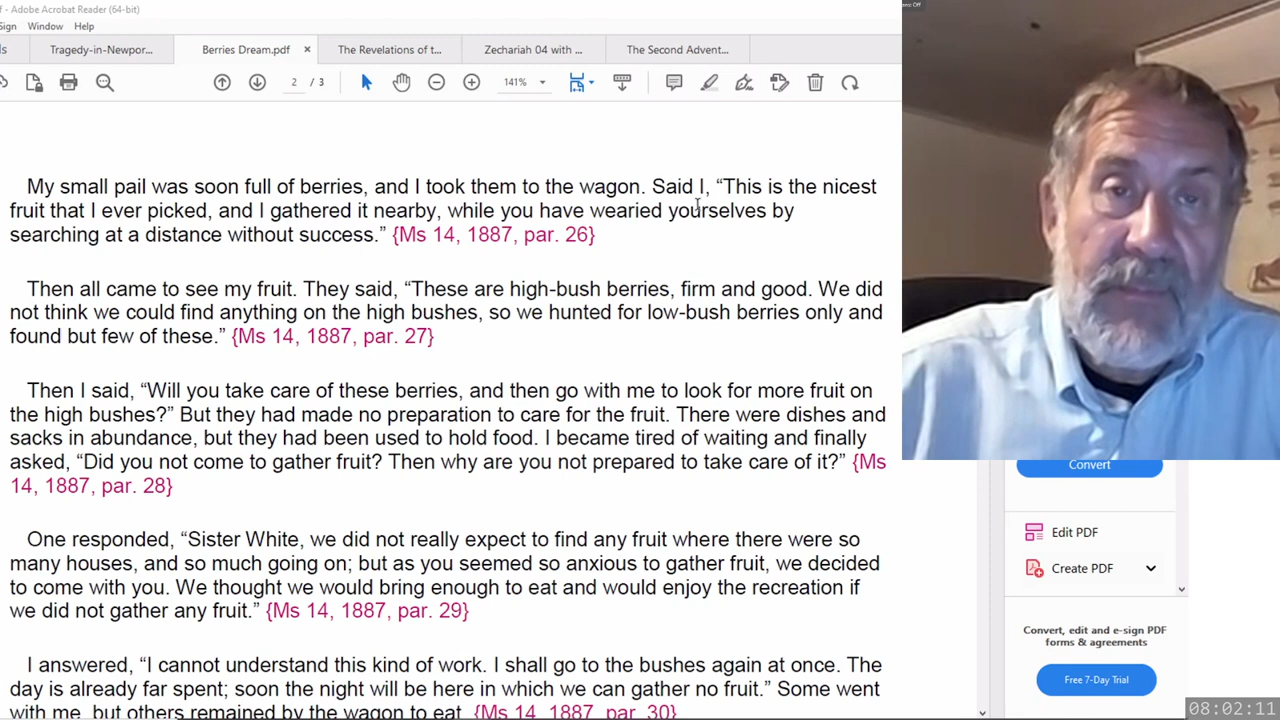 f - Adobe Acrobat Reader (64-bit)
Sign Window Help
ls Tragedy-in-Newpor... Berries Dream.pdf × The Revelations of t... Zechariah 04 with ... The Second Advent...
2 / 3 141%
My small pail was soon full of berries, and I took them to the wagon. Said I, “This is the nicest
fruit that I ever picked, and I gathered it nearby, while you have wearied yourselves by
searching at a distance without success.” {Ms 14, 1887, par. 26}
Then all came to see my fruit. They said, “These are high-bush berries, firm and good. We did
not think we could find anything on the high bushes, so we hunted for low-bush berries only and
found but few of these.” {Ms 14, 1887, par. 27}
Then I said, “Will you take care of these berries, and then go with me to look for more fruit on
the high bushes?” But they had made no preparation to care for the fruit. There were dishes and
sacks in abundance, but they had been used to hold food. I became tired of waiting and finally
asked, “Did you not come to gather fruit? Then why are you not prepared to take care of it?” {Ms
14, 1887, par. 28}
One responded, “Sister White, we did not really expect to find any fruit where there were so
many houses, and so much going on; but as you seemed so anxious to gather fruit, we decided
to come with you. We thought we would bring enough to eat and would enjoy the recreation if
we did not gather any fruit.” {Ms 14, 1887, par. 29}
I answered, “I cannot understand this kind of work. I shall go to the bushes again at once. The
day is already far spent; soon the night will be here in which we can gather no fruit.” Some went
with me, but others remained by the wagon to eat. {Ms 14, 1887, par. 30}
Convert
Edit PDF
Create PDF
Convert, edit and e-sign PDF
forms & agreements
Free 7-Day Trial
08:02:11